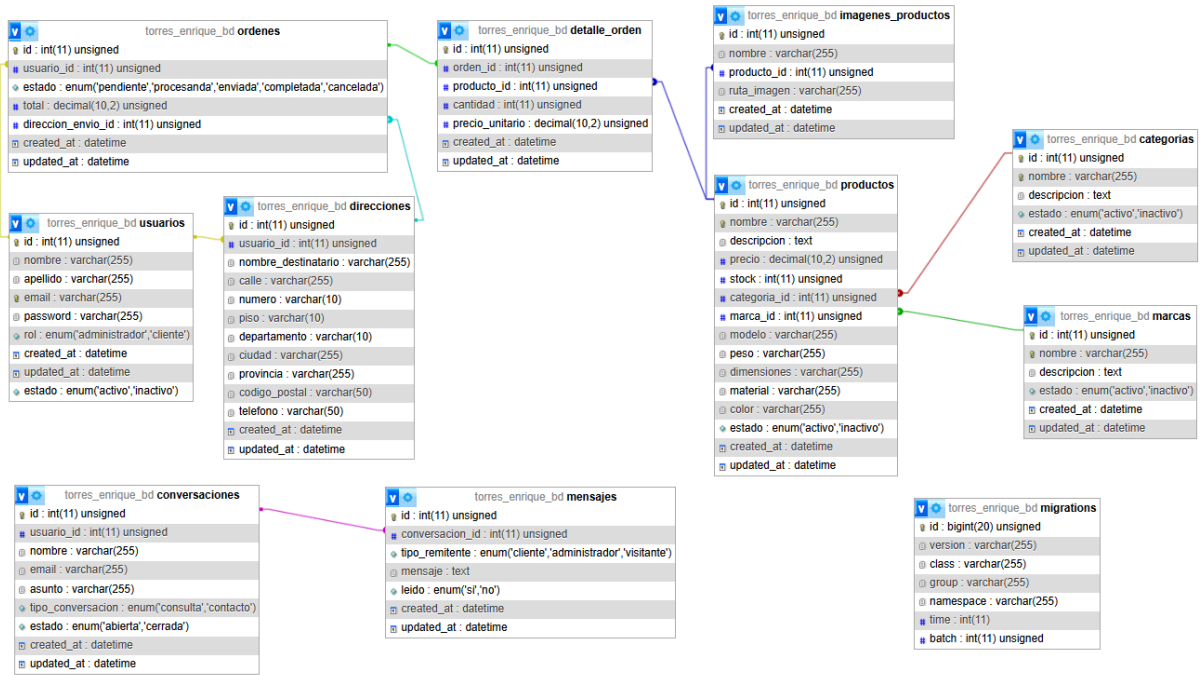 torres_enrique_bd ordenes
id : int(11) unsigned
usuario_id : int(11) unsigned
estado : enum('pendiente','procesanda','enviada','completada','cancelada')
total : decimal(10,2) unsigned
direccion_envio_id : int(11) unsigned
created_at : datetime
updated_at : datetime
torres_enrique_bd detalle_orden
id : int(11) unsigned
orden_id : int(11) unsigned
producto_id : int(11) unsigned
cantidad : int(11) unsigned
precio_unitario : decimal(10,2) unsigned
created_at : datetime
updated_at : datetime
torres_enrique_bd imagenes_productos
id : int(11) unsigned
nombre : varchar(255)
producto_id : int(11) unsigned
ruta_imagen : varchar(255)
created_at : datetime
updated_at : datetime
torres_enrique_bd categorias
id : int(11) unsigned
nombre : varchar(255)
descripcion : text
estado : enum('activo','inactivo')
created_at : datetime
updated_at : datetime
torres_enrique_bd usuarios
id : int(11) unsigned
nombre : varchar(255)
apellido : varchar(255)
email : varchar(255)
password : varchar(255)
rol : enum('administrador','cliente')
created_at : datetime
updated_at : datetime
estado : enum('activo','inactivo')
torres_enrique_bd direcciones
id : int(11) unsigned
usuario_id : int(11) unsigned
nombre_destinatario : varchar(255)
calle : varchar(255)
numero : varchar(10)
piso : varchar(10)
departamento : varchar(10)
ciudad : varchar(255)
provincia : varchar(255)
codigo_postal : varchar(50)
telefono : varchar(50)
created_at : datetime
updated_at : datetime
torres_enrique_bd productos
id : int(11) unsigned
nombre : varchar(255)
descripcion : text
precio : decimal(10,2) unsigned
stock : int(11) unsigned
categoria_id : int(11) unsigned
marca_id : int(11) unsigned
modelo : varchar(255)
peso : varchar(255)
dimensiones : varchar(255)
material : varchar(255)
color : varchar(255)
estado : enum('activo','inactivo')
created_at : datetime
updated_at : datetime
torres_enrique_bd marcas
id : int(11) unsigned
nombre : varchar(255)
descripcion : text
estado : enum('activo','inactivo')
created_at : datetime
updated_at : datetime
torres_enrique_bd conversaciones
id : int(11) unsigned
usuario_id : int(11) unsigned
nombre : varchar(255)
email : varchar(255)
asunto : varchar(255)
tipo_conversacion : enum('consulta','contacto')
estado : enum('abierta','cerrada')
created_at : datetime
updated_at : datetime
torres_enrique_bd mensajes
id : int(11) unsigned
conversacion_id : int(11) unsigned
tipo_remitente : enum('cliente','administrador','visitante')
mensaje : text
leido : enum('si','no')
created_at : datetime
updated_at : datetime
torres_enrique_bd migrations
id : bigint(20) unsigned
version : varchar(255)
class : varchar(255)
group : varchar(255)
namespace : varchar(255)
time : int(11)
batch : int(11) unsigned